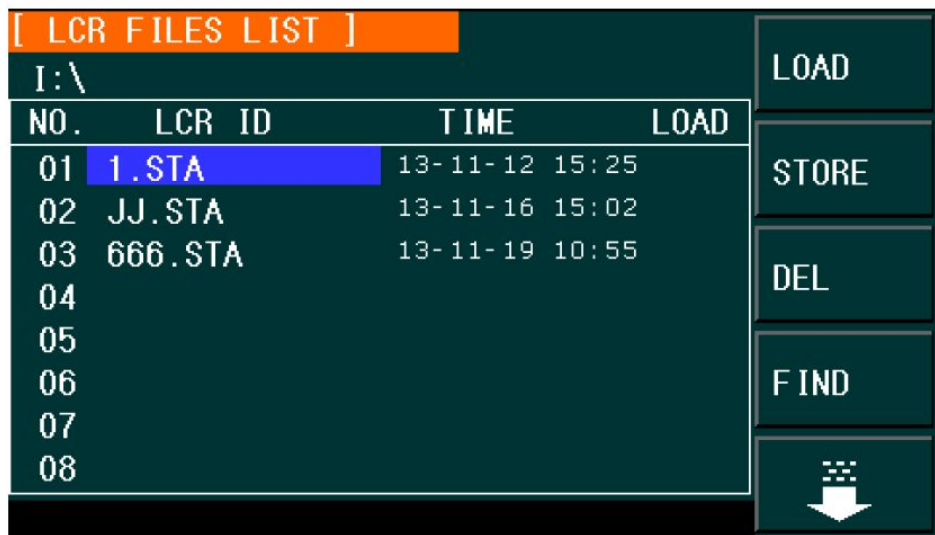 [ LCR FILES LIST ]
I:\
NO. LCR ID TIME LOAD
01 1.STA 13-11-12 15:25
02 JJ.STA 13-11-16 15:02
03 666.STA 13-11-19 10:55
04
05
06
07
08
LOAD
STORE
DEL
FIND